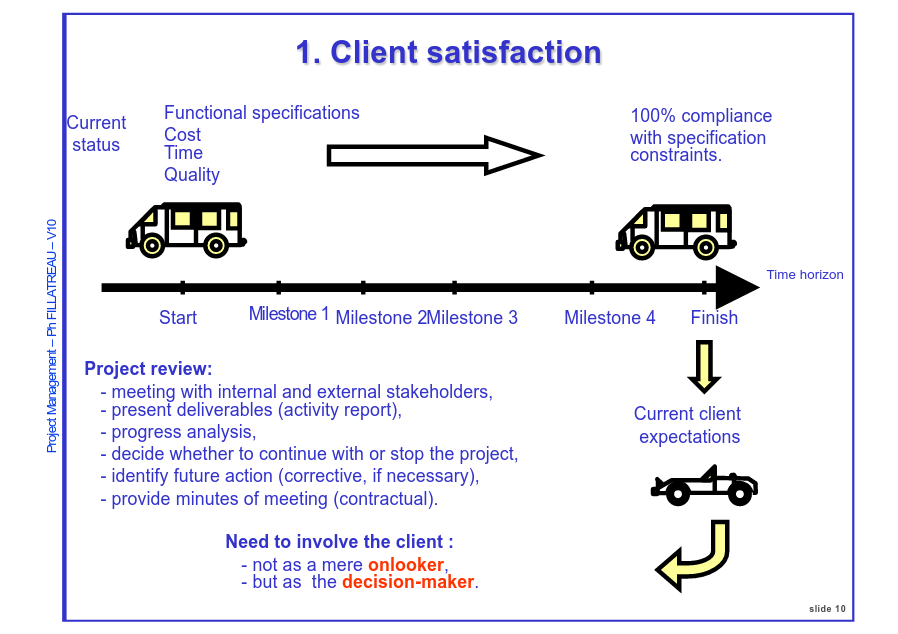 1. Client satisfaction
Current
status
Functional specifications
Cost
Time
Quality
100% compliance
with specification
constraints.
Time horizon
Start
Milestone 1
Milestone 2
Milestone 3
Milestone 4
Finish
Project review:
- meeting with internal and external stakeholders,
- present deliverables (activity report),
- progress analysis,
- decide whether to continue with or stop the project,
- identify future action (corrective, if necessary),
- provide minutes of meeting (contractual).
Current client
expectations
Need to involve the client :
- not as a mere onlooker,
- but as  the decision-maker.
slide 10
Project Management – Ph FILLATREAU – V10